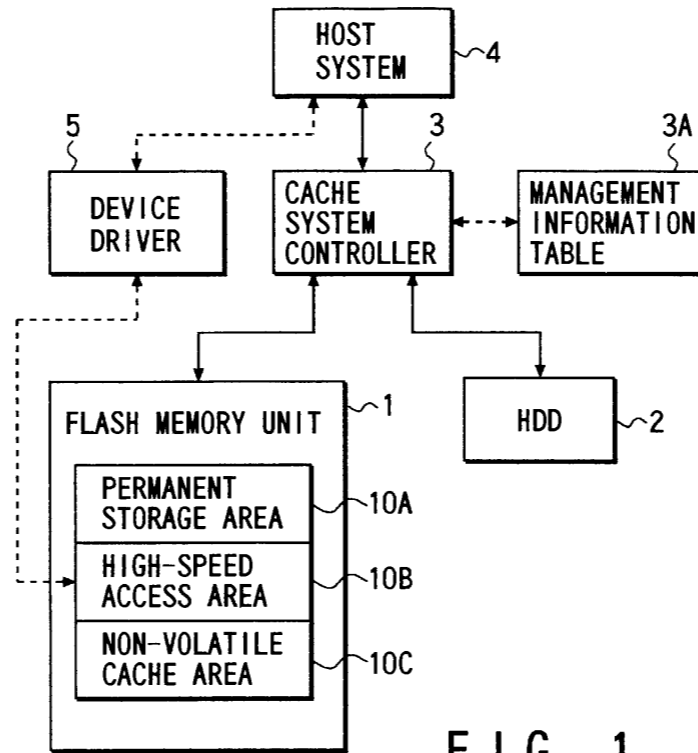 HOST
SYSTEM
4
5
3
3A
DEVICE
DRIVER
CACHE
SYSTEM
CONTROLLER
MANAGEMENT
INFORMATION
TABLE
1
FLASH MEMORY UNIT
HDD
2
PERMANENT
STORAGE AREA
10A
HIGH-SPEED
ACCESS AREA
10B
NON-VOLATILE
CACHE AREA
10C
FIG. 1